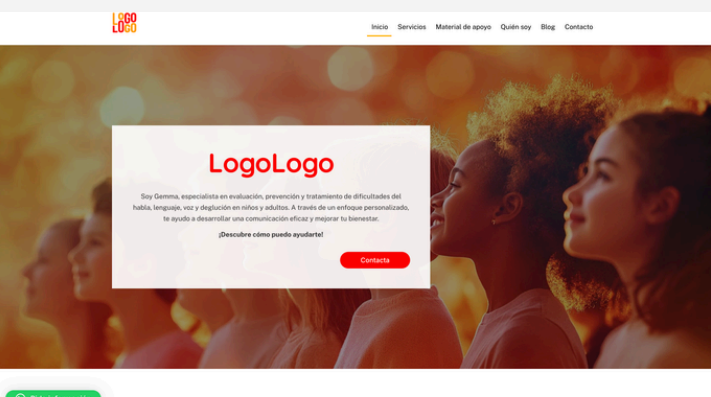 LOGO
LOGO
Inicio Servicios Material de apoyo Quién soy Blog Contacto
LogoLogo
Soy Gemma, especialista en evaluación, prevención y tratamiento de dificultades del
habla, lenguaje, voz y deglución en niños y adultos. A través de un enfoque personalizado,
te ayudo a desarrollar una comunicación eficaz y mejorar tu bienestar.
¡Descubre cómo puedo ayudarte!
Contacta